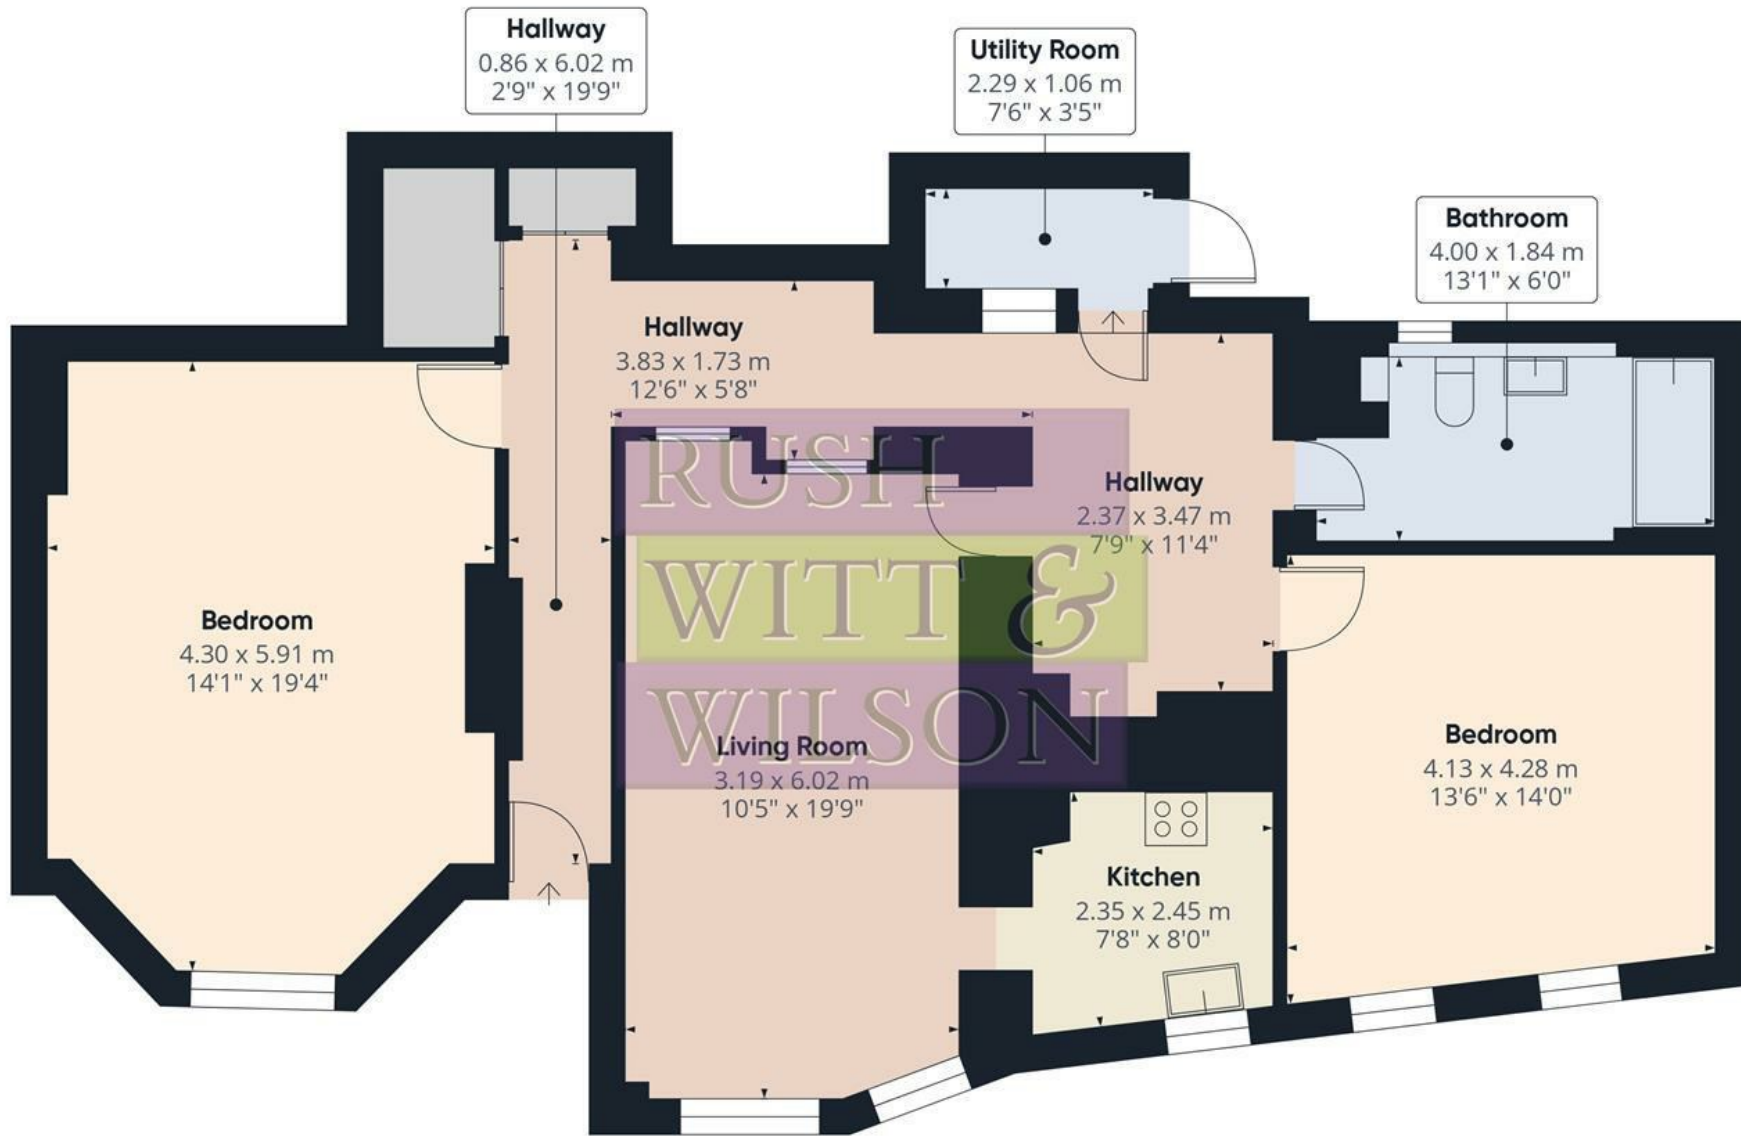 Hallway
0.86 x 6.02 m
2'9" x 19'9"
Utility Room
2.29 x 1.06 m
7'6" x 3'5"
Bathroom
4.00 x 1.84 m
13'1" x 6'0"
Hallway
3.83 x 1.73 m
12'6" x 5'8"
RUSH
WITT &
WILSON
Hallway
2.37 x 3.47 m
7'9" x 11'4"
Bedroom
4.30 x 5.91 m
14'1" x 19'4"
Living Room
3.19 x 6.02 m
10'5" x 19'9"
Bedroom
4.13 x 4.28 m
13'6" x 14'0"
Kitchen
2.35 x 2.45 m
7'8" x 8'0"